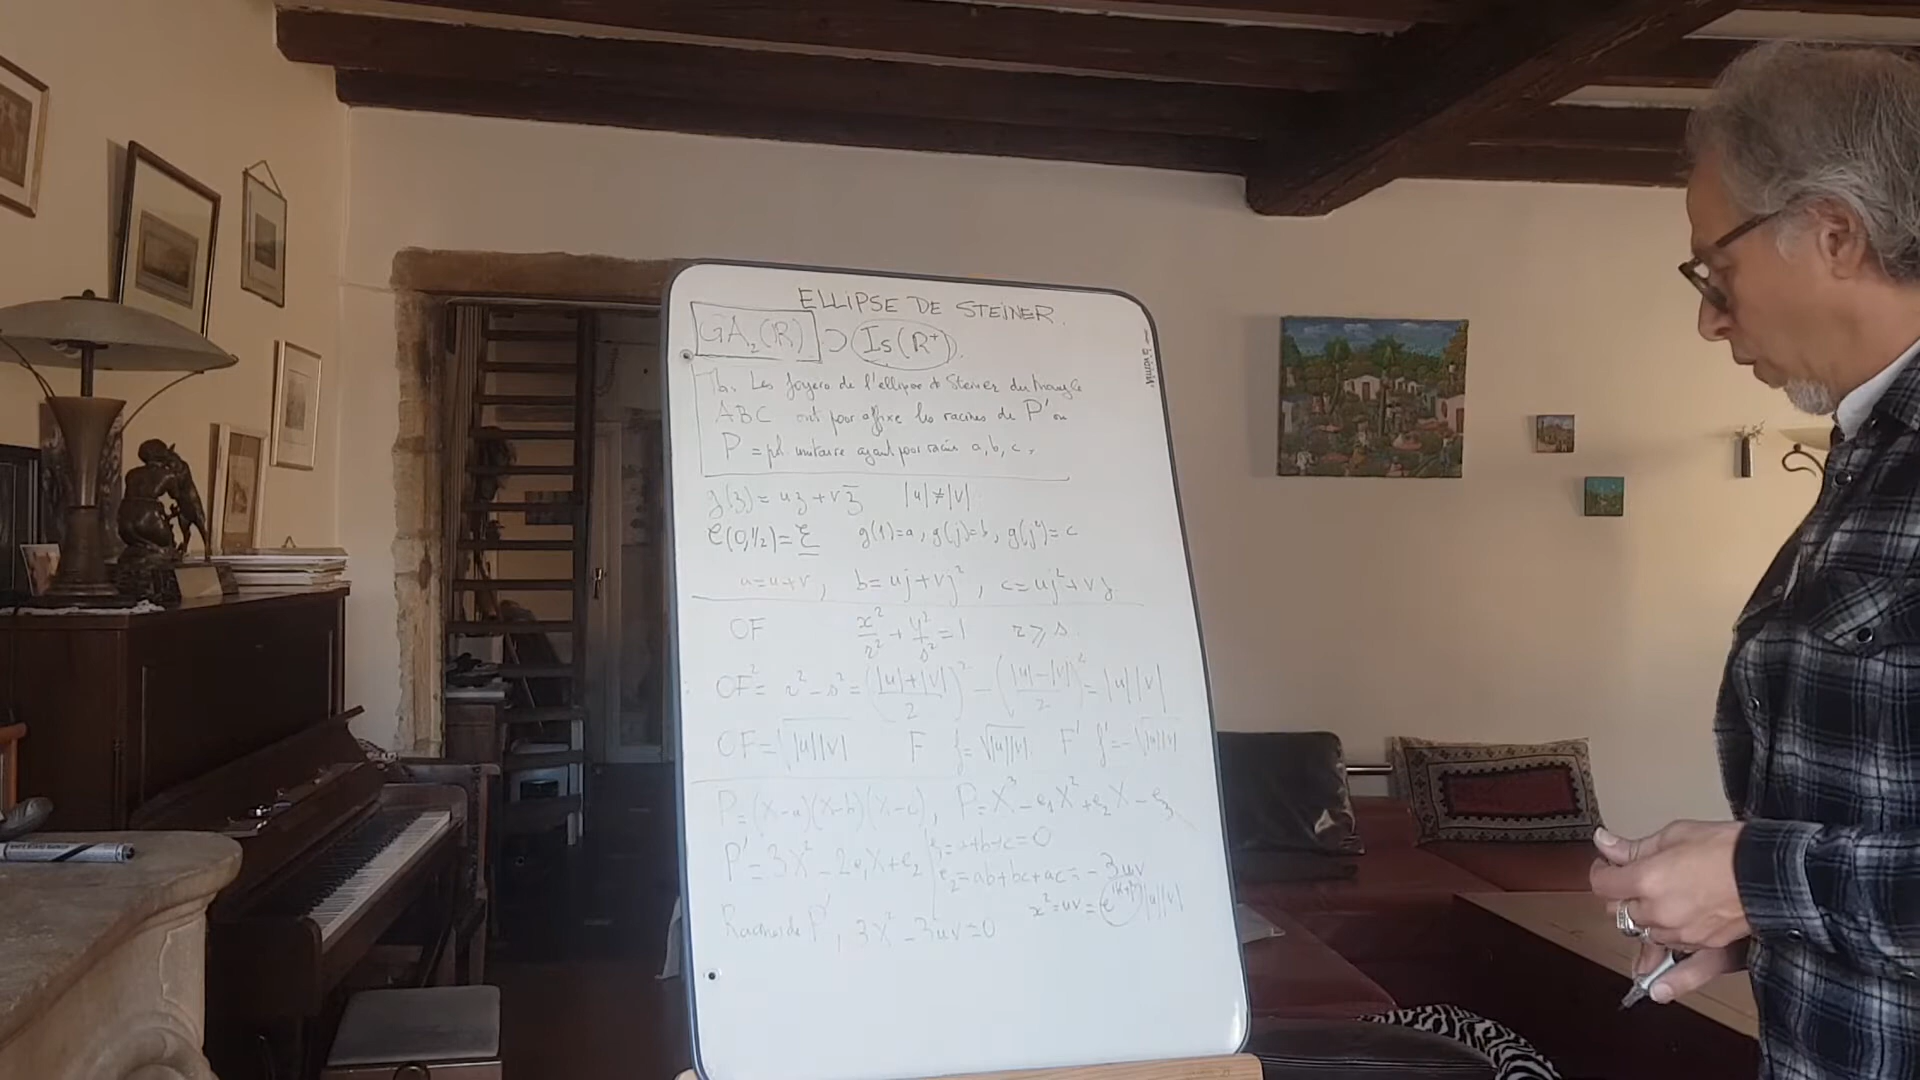 ELLIPSE DE STEINER.
GA₂(ℝ) ⊃ Is(ℝ⁺).
Th. Les foyers de l'ellipse de Steiner du triangle
ABC ont pour affixe les racines de P' où
P = pol. unitaire ayant pour racine a, b, c.
g(z) = uz + vz̄ |u| ≠ |v|
C(0,1/2) = ℰ g(1)=a, g(j)=b, g(j²)=c
a=u+v, b=uj+vj², c=uj²+vj.
OF x²/r² + y²/s² = 1 r ⩾ s.
OF² = r² - s² = ((|u|+|v|)/2)² - ((|u|-|v|)/2)² = |u||v|
OF = √|u||v| F f = √|u||v|. F' f' = -√|u||v|
P = (X-a)(X-b)(X-c), P = X³ - e₁X² + e₂X - e₃
P' = 3X² - 2e₁X + e₂
e₁ = a+b+c = 0
e₂ = ab+bc+ac = -3uv
Racines de P', 3X² - 3uv = 0
x² = uv = |u||v|